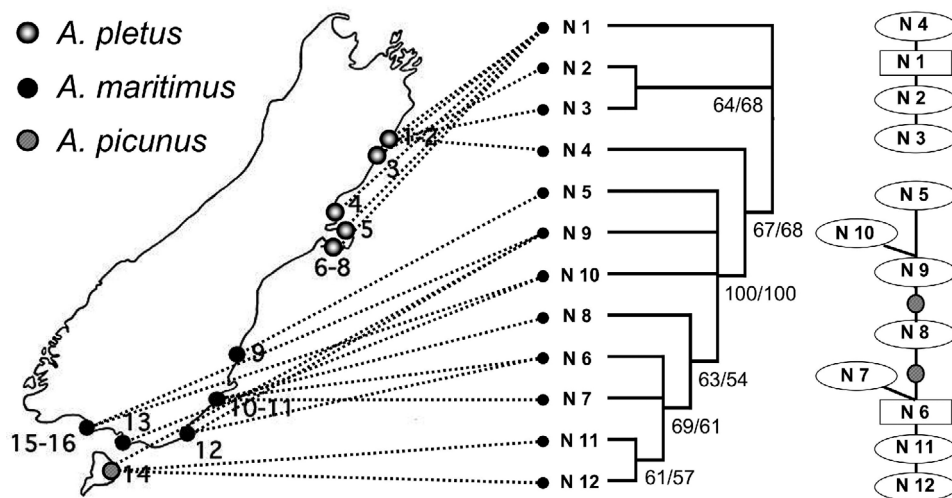 A. pletus
A. maritimus
A. picunus
1-2
3
4
5
6-8
9
10-11
12
13
14
15-16
N 1
N 2
N 3
N 4
N 5
N 9
N 10
N 8
N 6
N 7
N 11
N 12
64/68
67/68
100/100
63/54
69/61
61/57
N 4
N 1
N 2
N 3
N 5
N 10
N 9
N 8
N 7
N 6
N 11
N 12